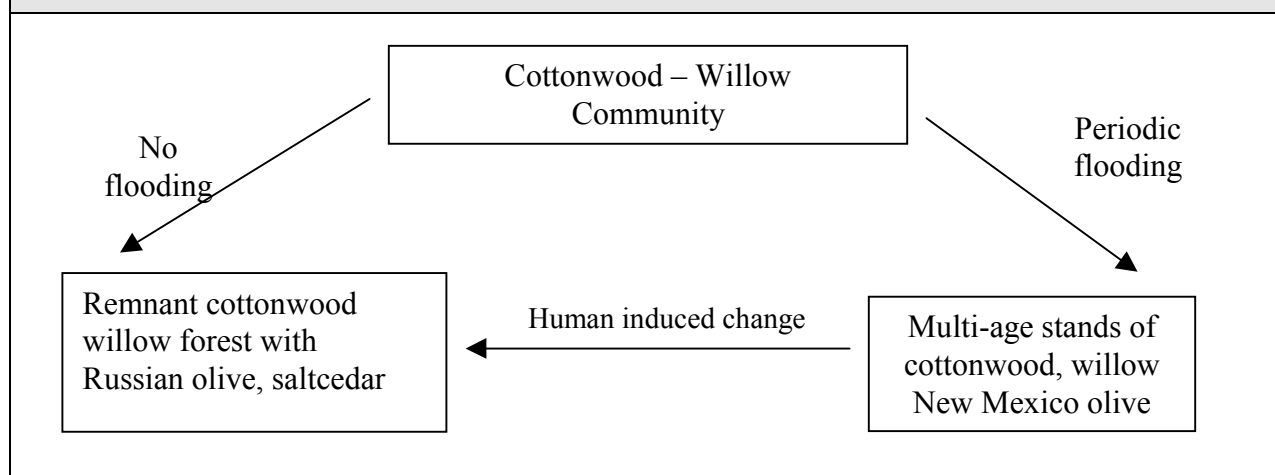 Cottonwood – Willow
Community
No
flooding
Periodic
flooding
Remnant cottonwood
willow forest with
Russian olive, saltcedar
Human induced change
Multi-age stands of
cottonwood, willow
New Mexico olive